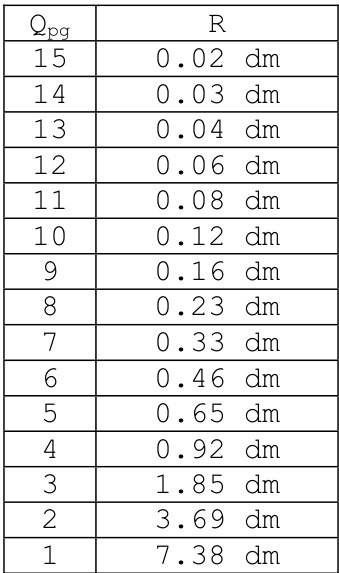 Qpg R
15 0.02 dm
14 0.03 dm
13 0.04 dm
12 0.06 dm
11 0.08 dm
10 0.12 dm
9 0.16 dm
8 0.23 dm
7 0.33 dm
6 0.46 dm
5 0.65 dm
4 0.92 dm
3 1.85 dm
2 3.69 dm
1 7.38 dm